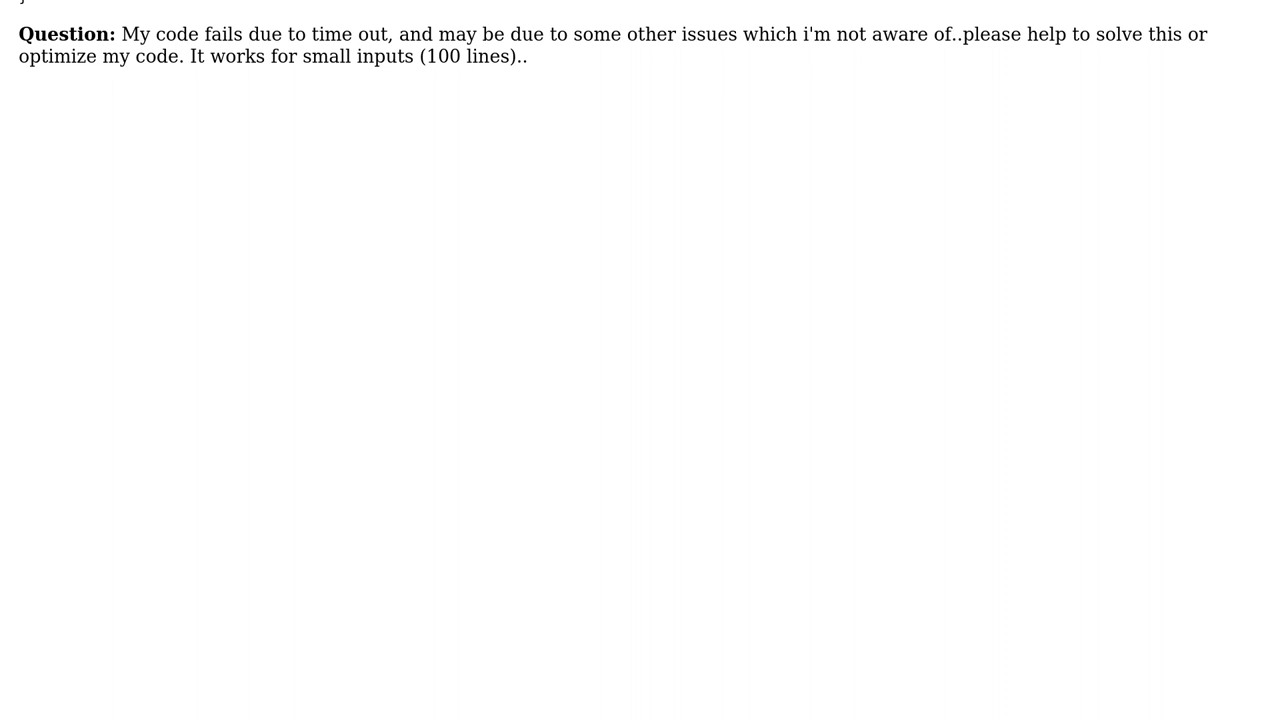 Question: My code fails due to time out, and may be due to some other issues which i'm not aware of..please help to solve this or
optimize my code. It works for small inputs (100 lines)..